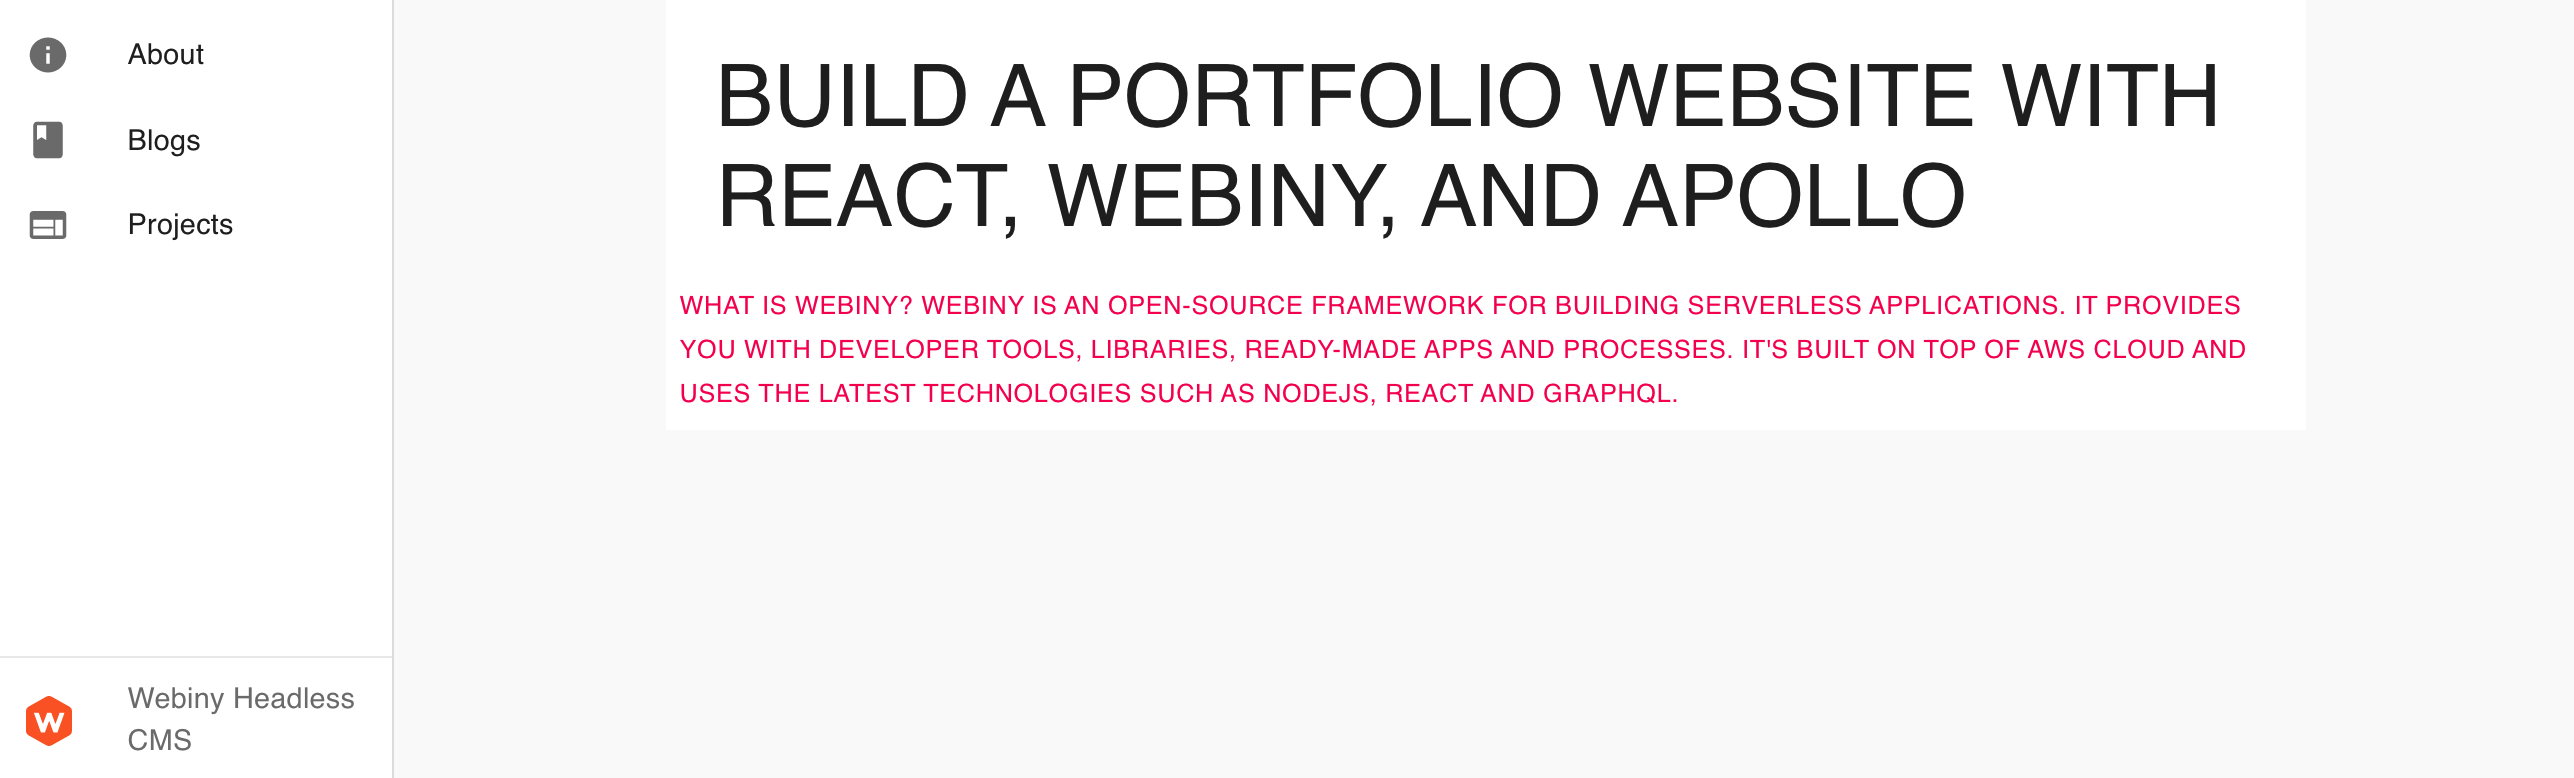 About
Blogs
Projects
Webiny Headless
CMS
BUILD A PORTFOLIO WEBSITE WITH
REACT, WEBINY, AND APOLLO
WHAT IS WEBINY? WEBINY IS AN OPEN-SOURCE FRAMEWORK FOR BUILDING SERVERLESS APPLICATIONS. IT PROVIDES
YOU WITH DEVELOPER TOOLS, LIBRARIES, READY-MADE APPS AND PROCESSES. IT'S BUILT ON TOP OF AWS CLOUD AND
USES THE LATEST TECHNOLOGIES SUCH AS NODEJS, REACT AND GRAPHQL.